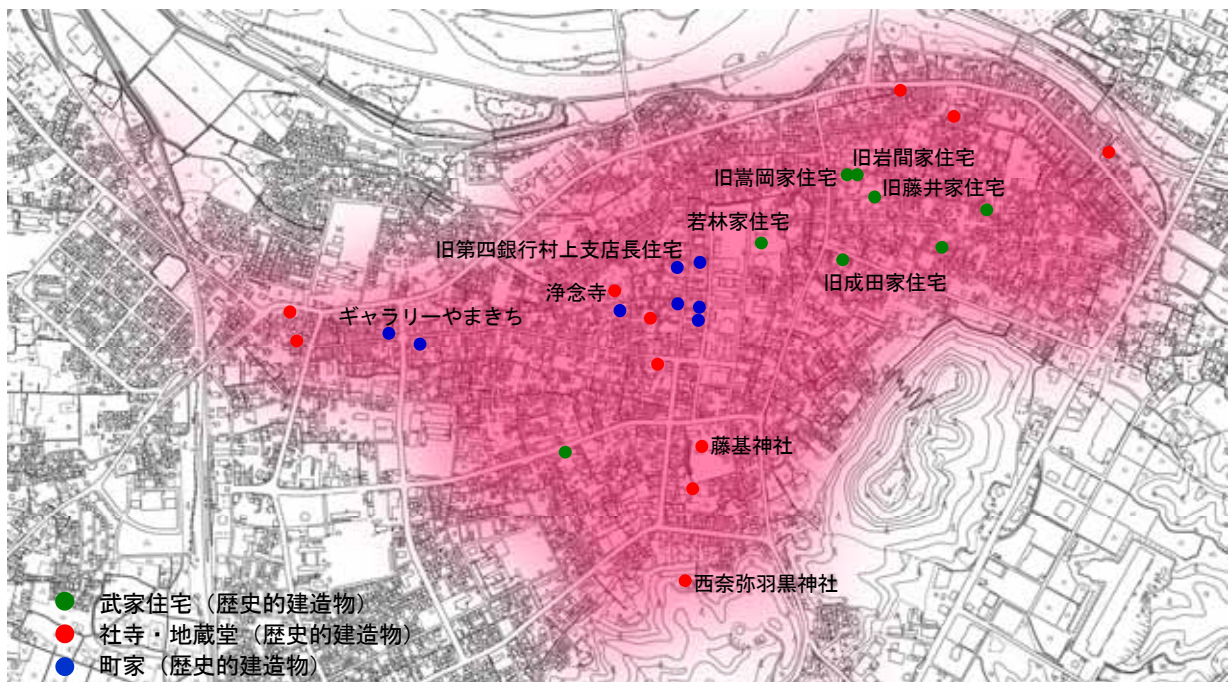 旧岩間家住宅
旧嵩岡家住宅
旧藤井家住宅
若林家住宅
旧第四銀行村上支店長住宅
旧成田家住宅
浄念寺
ギャラリーやまきち
藤基神社
西奈弥羽黒神社
武家住宅（歴史的建造物）
社寺・地蔵堂（歴史的建造物）
町家（歴史的建造物）